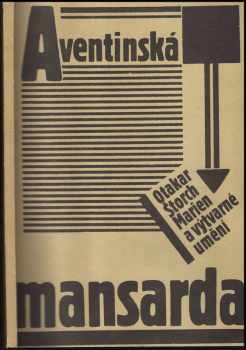 Aventinská
Otakar
Štorch
Marien
a výtvarné
umění
mansarda